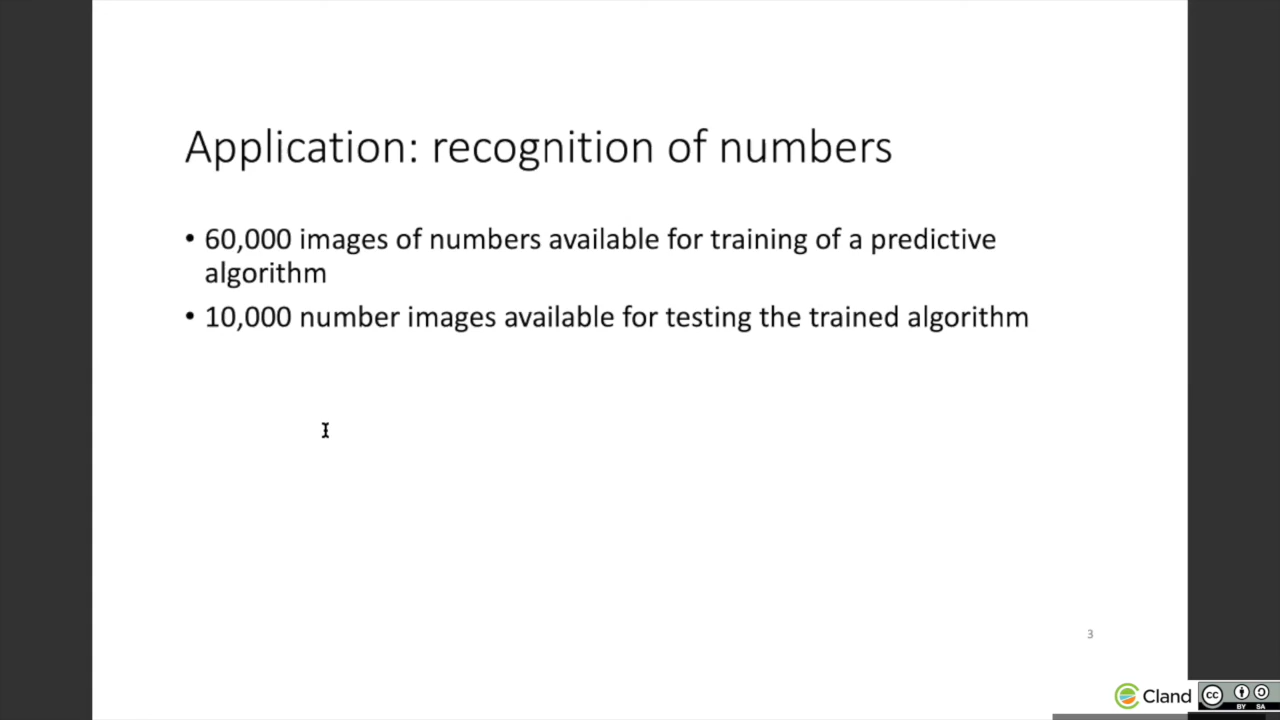 Application: recognition of numbers
• 60,000 images of numbers available for training of a predictive
algorithm
• 10,000 number images available for testing the trained algorithm
3
Cland
cc
BY SA